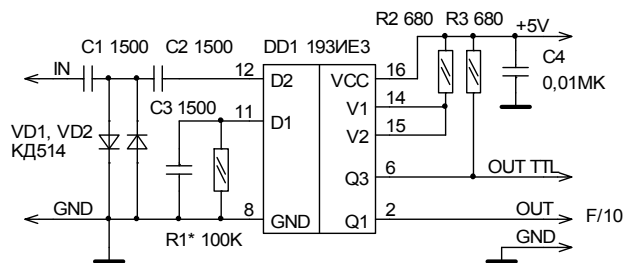 R2 680 R3 680
+5V
C1 1500 C2 1500 DD1 193ИЕ3
C4
0,01МК
IN
12 D2 VCC 16
C3 1500 11 D1 V1 14
VD1, VD2
КД514
V2 15
Q3 6 OUT TTL
GND 8 GND Q1 2 OUT F/10
R1* 100K
GND